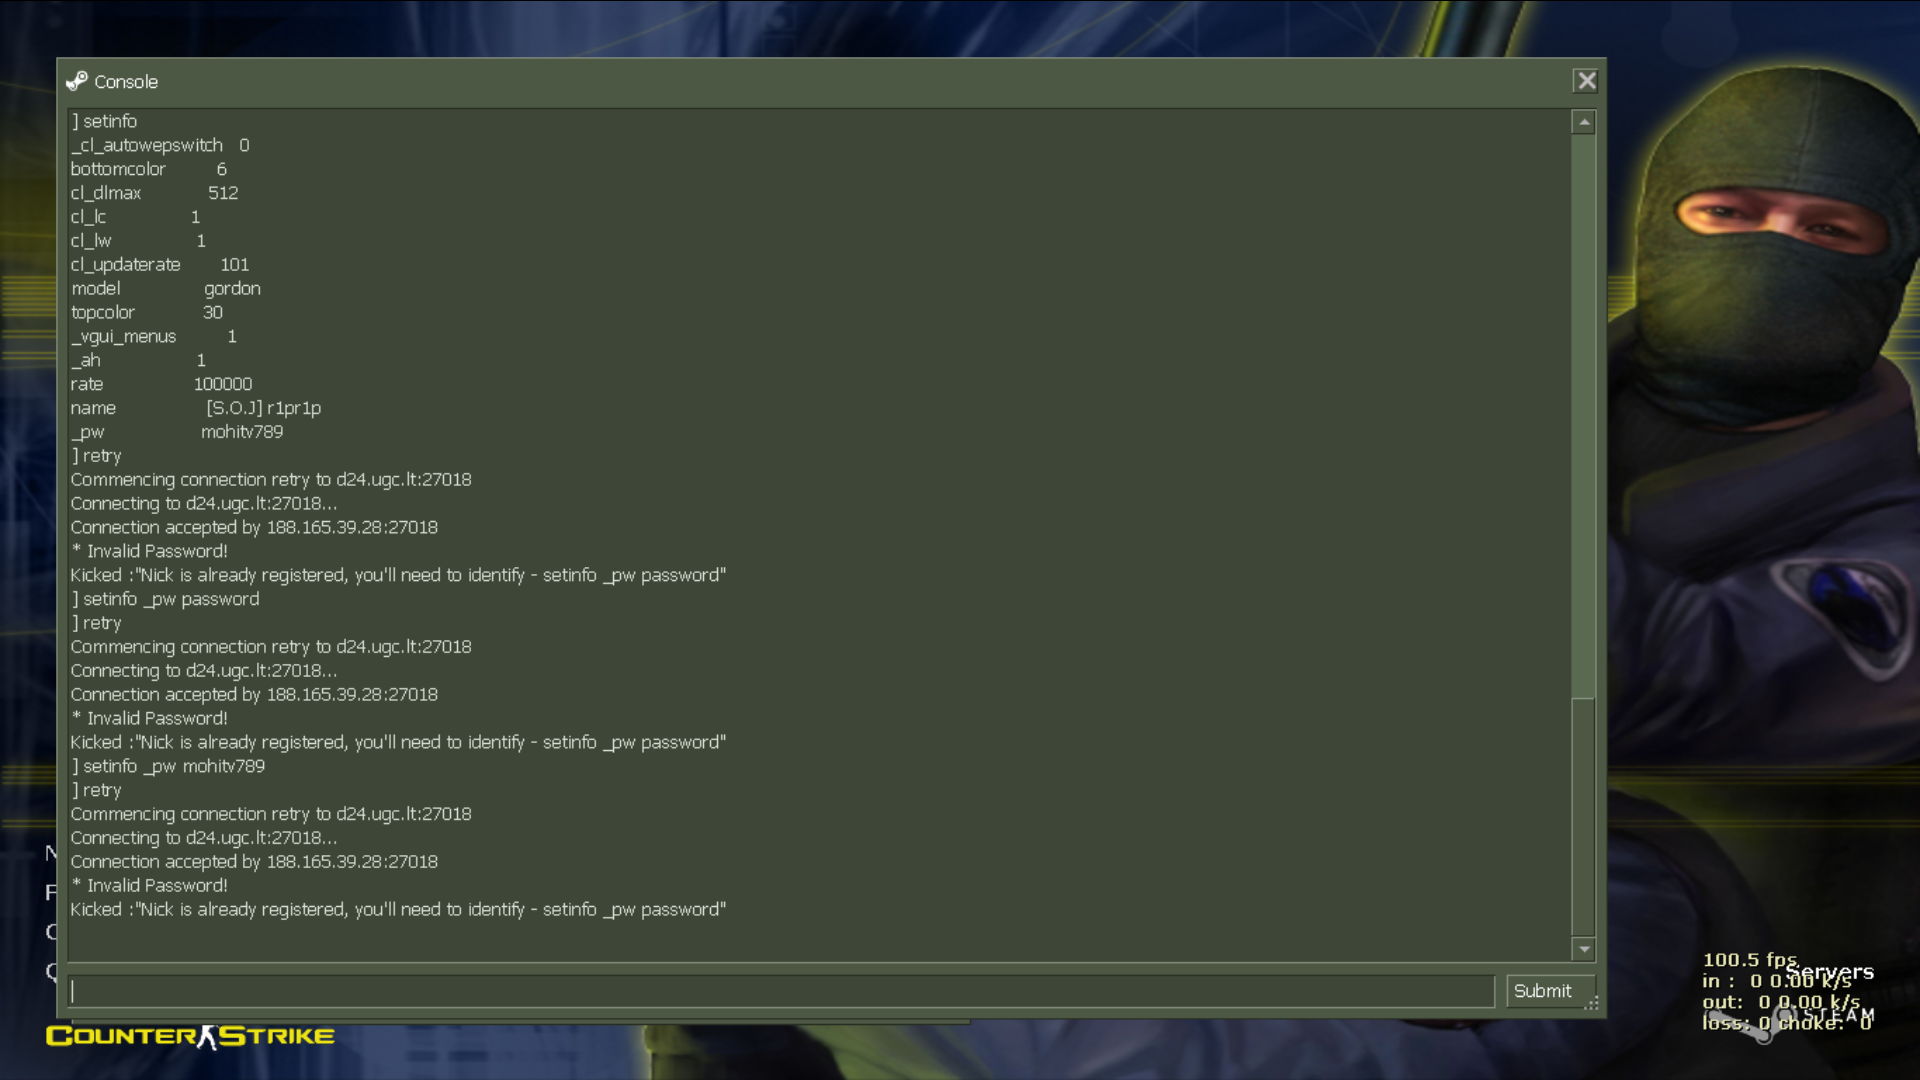 Console
] setinfo
_cl_autowepswitch 0
bottomcolor 6
cl_dlmax 512
cl_lc 1
cl_lw 1
cl_updaterate 101
model gordon
topcolor 30
_vgui_menus 1
_ah 1
rate 100000
name [S.O.J] r1pr1p
_pw mohitv789
] retry
Commencing connection retry to d24.ugc.lt:27018
Connecting to d24.ugc.lt:27018...
Connection accepted by 188.165.39.28:27018
* Invalid Password!
Kicked :"Nick is already registered, you'll need to identify - setinfo _pw password"
] setinfo _pw password
] retry
Commencing connection retry to d24.ugc.lt:27018
Connecting to d24.ugc.lt:27018...
Connection accepted by 188.165.39.28:27018
* Invalid Password!
Kicked :"Nick is already registered, you'll need to identify - setinfo _pw password"
] setinfo _pw mohitv789
] retry
Commencing connection retry to d24.ugc.lt:27018
Connecting to d24.ugc.lt:27018...
Connection accepted by 188.165.39.28:27018
* Invalid Password!
Kicked :"Nick is already registered, you'll need to identify - setinfo _pw password"
Submit
100.5 fps
Servers
in : 0 0.00 k/s
out: 0 0.00 k/s
STEAM
loss: 0 choke: 0
COUNTER STRIKE